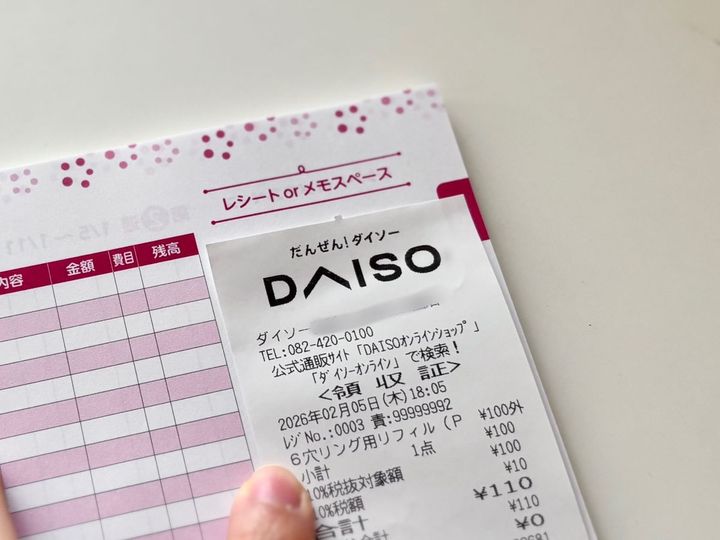 レシート or メモスペース
内容 金額 費目 残高
だんぜん!ダイソー
DAISO
ダイソー
TEL:082-420-0100
公式通販サイト「DAISOオンラインショップ」
「ダイソーオンライン」で検索!
<領 収 証>
2026年02月05日(木)18:05
レジNo.:0003 責:99999992
6穴リング用リフィル(P ¥100外
1点 ¥100
小計 ¥100
10%税抜対象額 ¥10
0%税額 ¥110
合計 ¥110
¥0